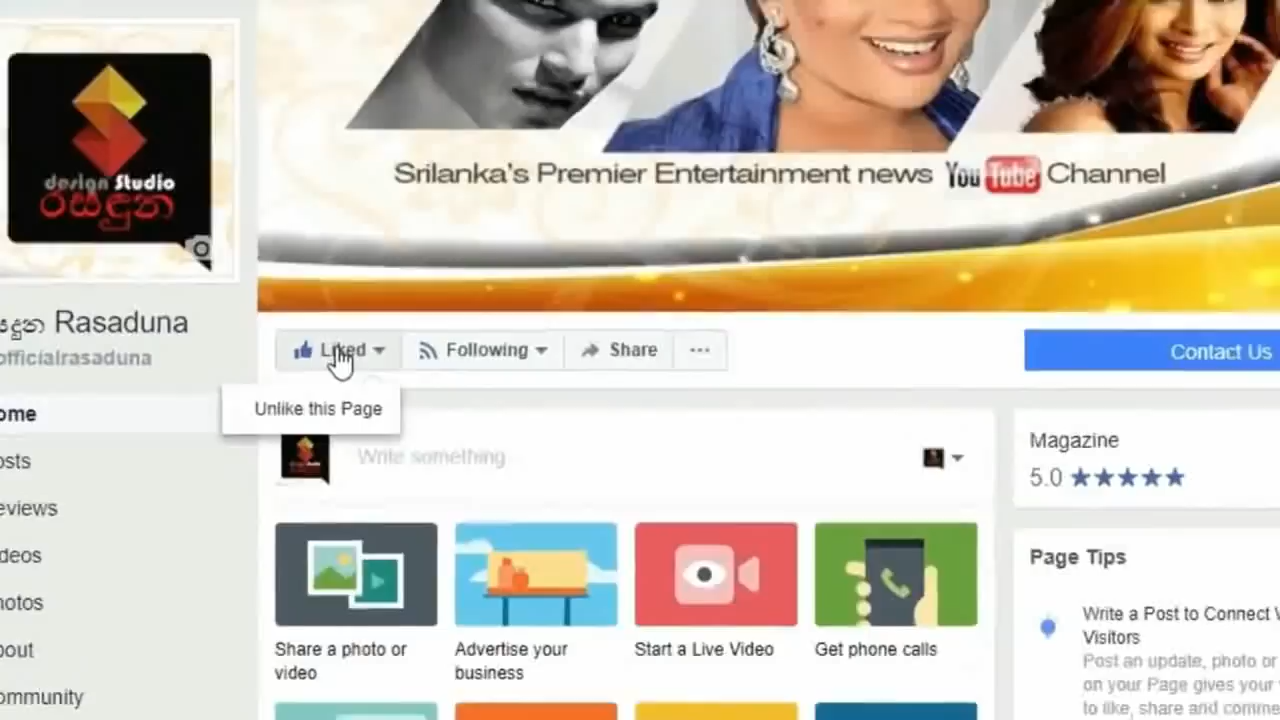 design Studio
රසඳුන
Srilanka's Premier Entertainment news YouTube Channel
සඳුන Rasaduna
officialrasaduna
Liked
Following
Share
...
Contact Us
Unlike this Page
ome
osts
eviews
deos
hotos
bout
ommunity
Write something
Magazine
5.0
Share a photo or
video
Advertise your
business
Start a Live Video
Get phone calls
Page Tips
Write a Post to Connect W
Visitors
Post an update, photo or
on your Page gives your
to like, share and comme